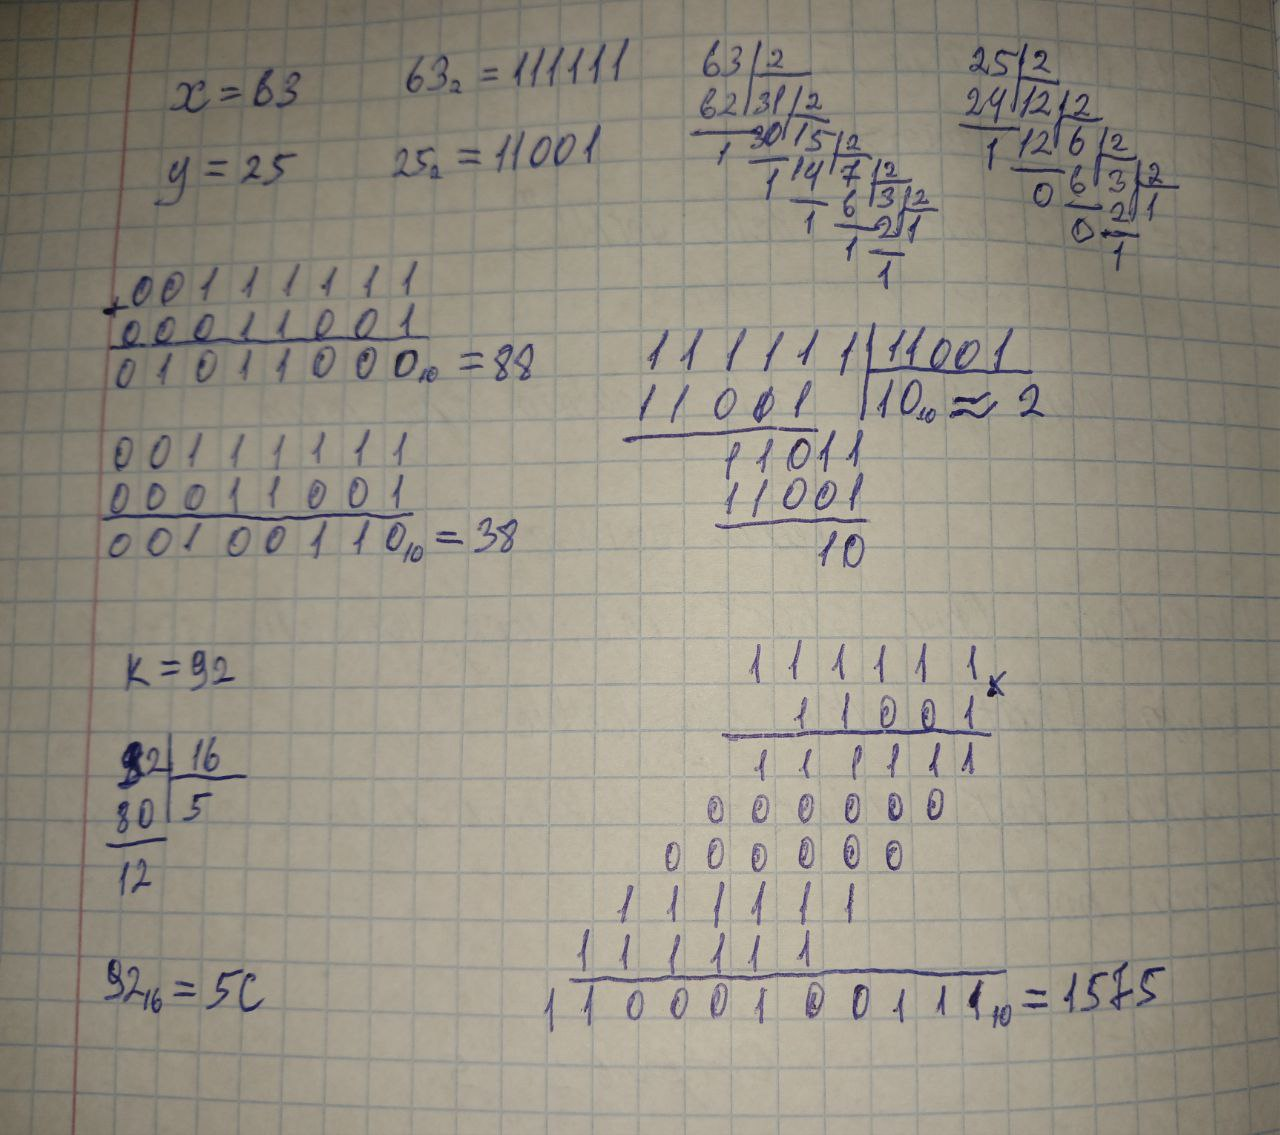 x = 63 63₂ = 111111
y = 25 25₂ = 11001
63 | 2
62 | 31 | 2
1 30 15 | 2
1 14 7 | 2
1 6 3 | 2
1 2 1
1
25 | 2
24 | 12 | 2
1 12 6 | 2
0 6 3 | 2
0 2 1
1
+ 0 0 1 1 1 1 1 1
0 0 0 1 1 0 0 1
0 1 0 1 1 0 0 0₁₀ = 88
1 1 1 1 1 1 | 11001
1 1 0 0 1 | 10₁₀ ≈ 2
1 1 0 1 1
1 1 0 0 1
1 0
0 0 1 1 1 1 1 1
0 0 0 1 1 0 0 1
0 0 1 0 0 1 1 0₁₀ = 38
к = 92
92 | 16
80 | 5
12
92₁₆ = 5C
1 1 1 1 1 1 x
1 1 0 0 1
1 1 1 1 1 1
0 0 0 0 0 0
0 0 0 0 0 0
1 1 1 1 1 1
1 1 1 1 1 1
1 1 0 0 0 1 0 0 1 1 1₁₀ = 1575